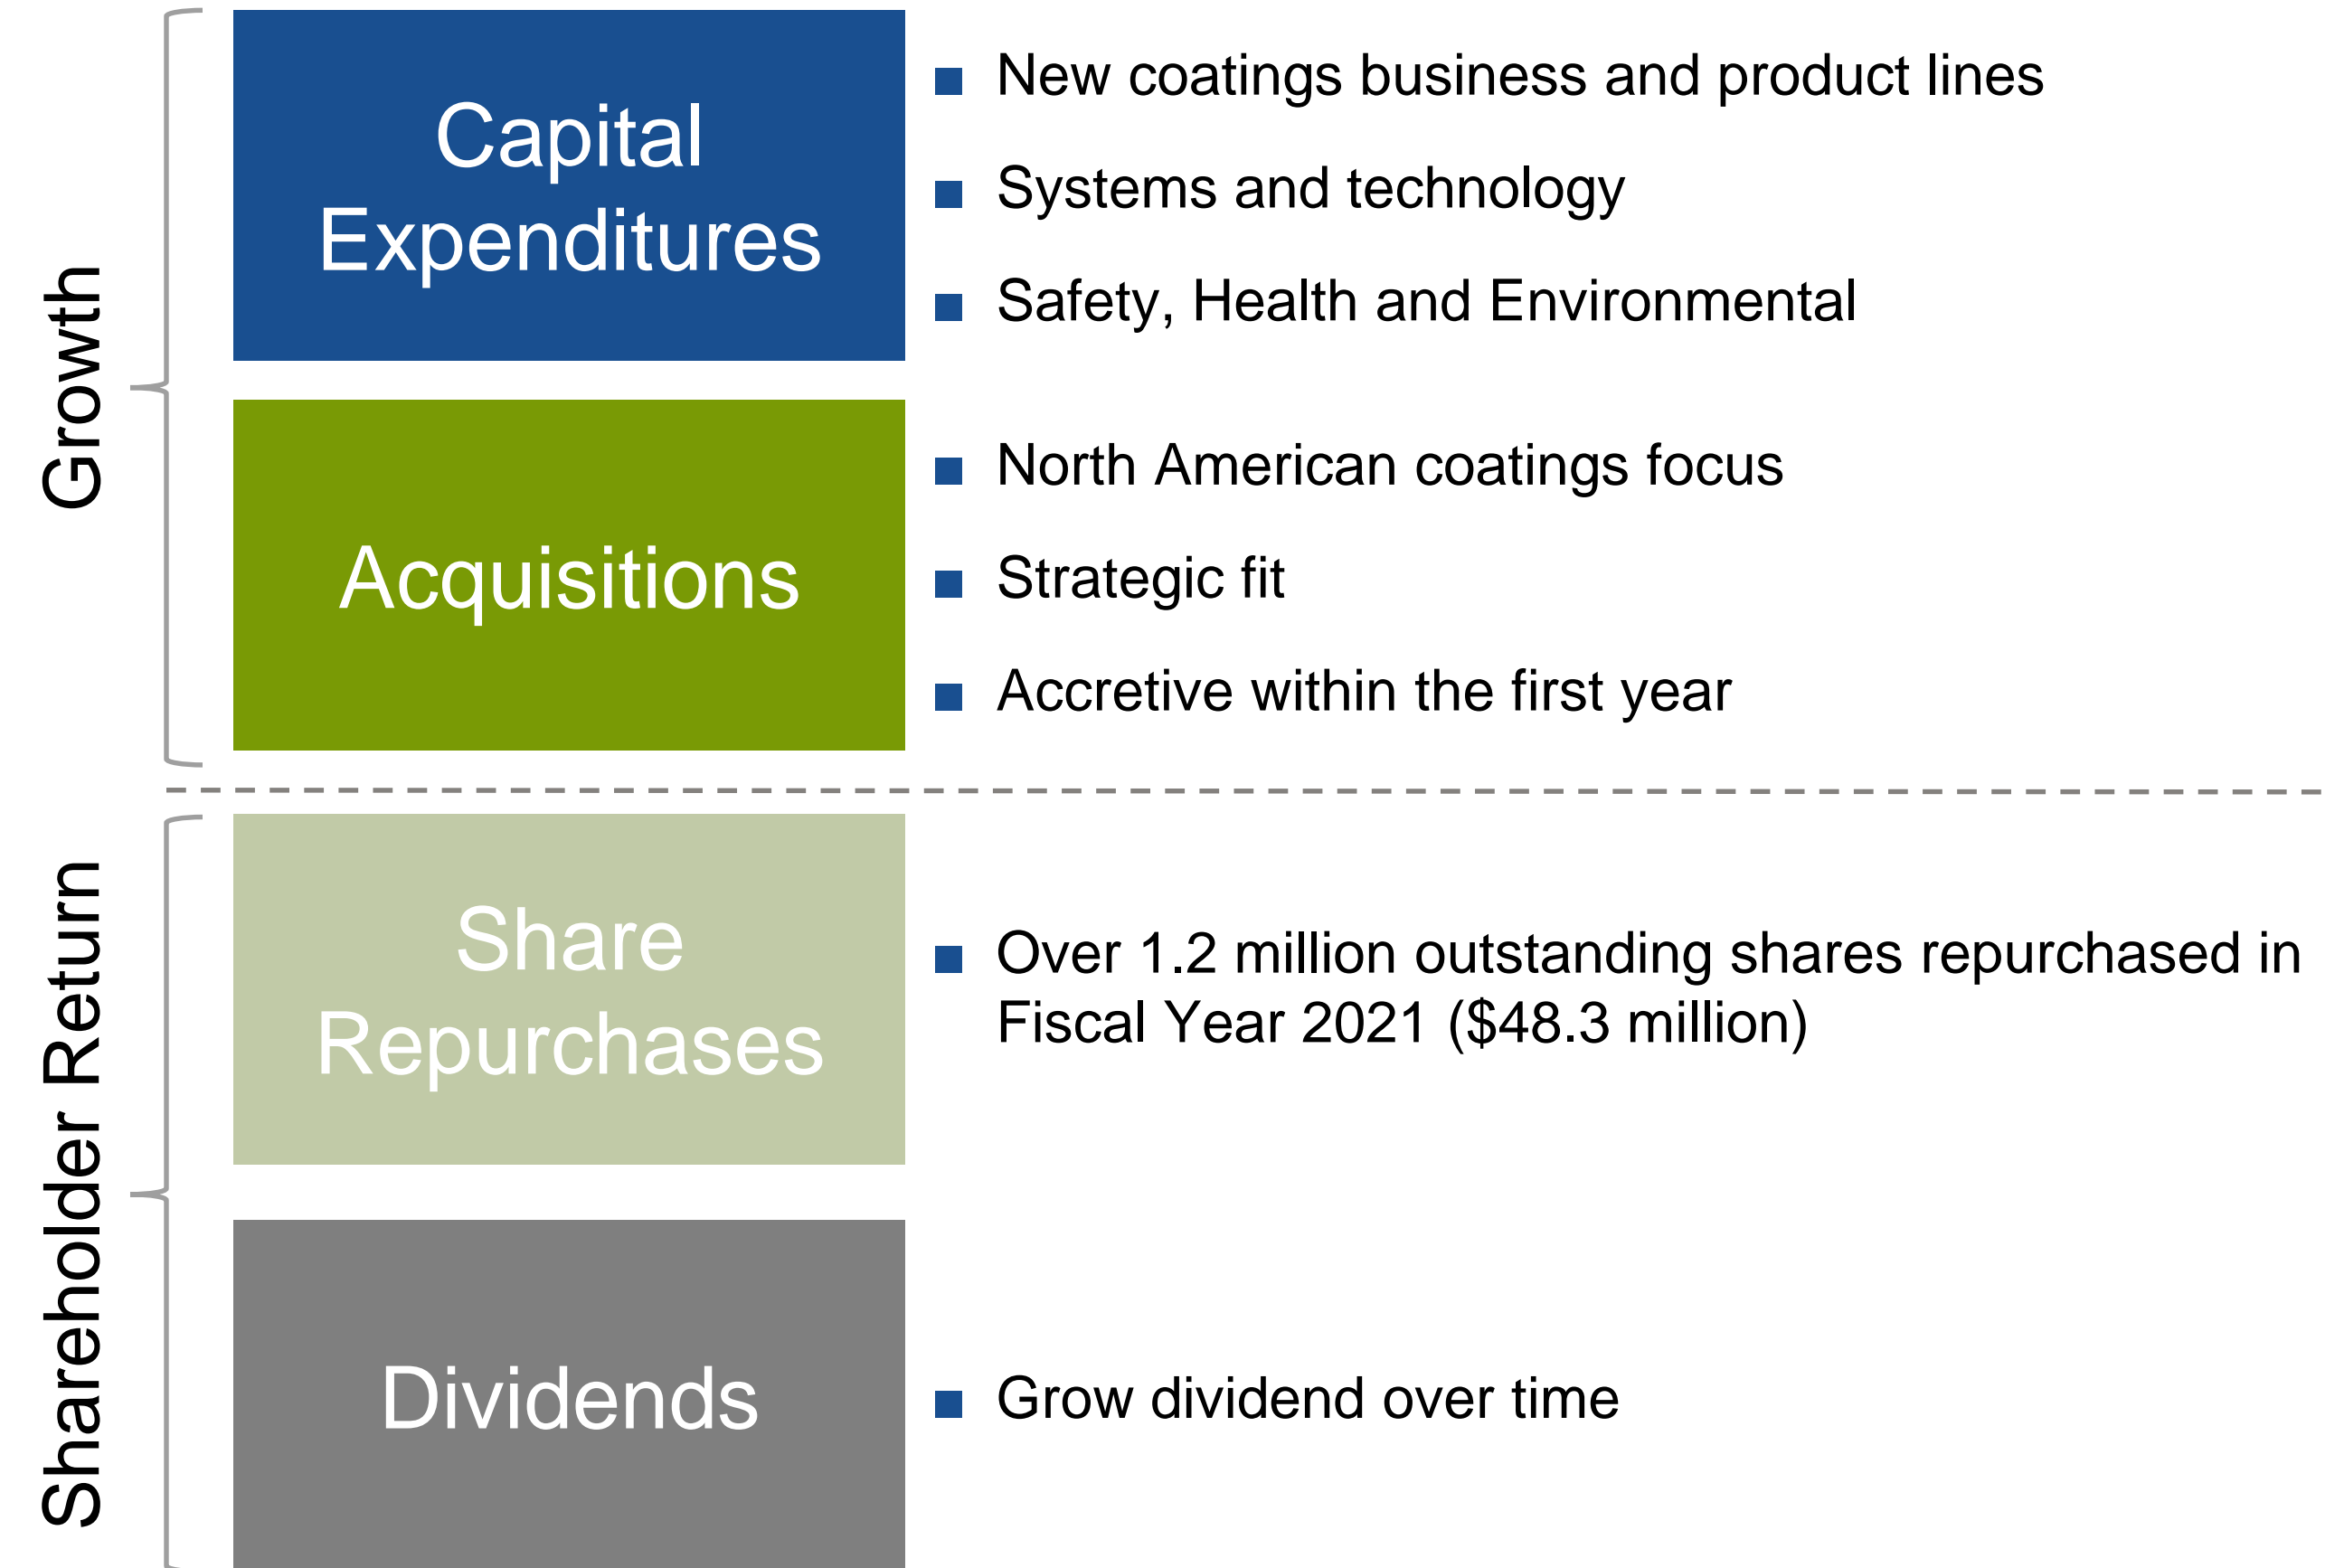 Growth
Capital
Expenditures
New coatings business and product lines
Systems and technology
Safety, Health and Environmental
Acquisitions
North American coatings focus
Strategic fit
Accretive within the first year
Shareholder Return
Share
Repurchases
Over 1.2 million outstanding shares repurchased in
Fiscal Year 2021 ($48.3 million)
Dividends
Grow dividend over time